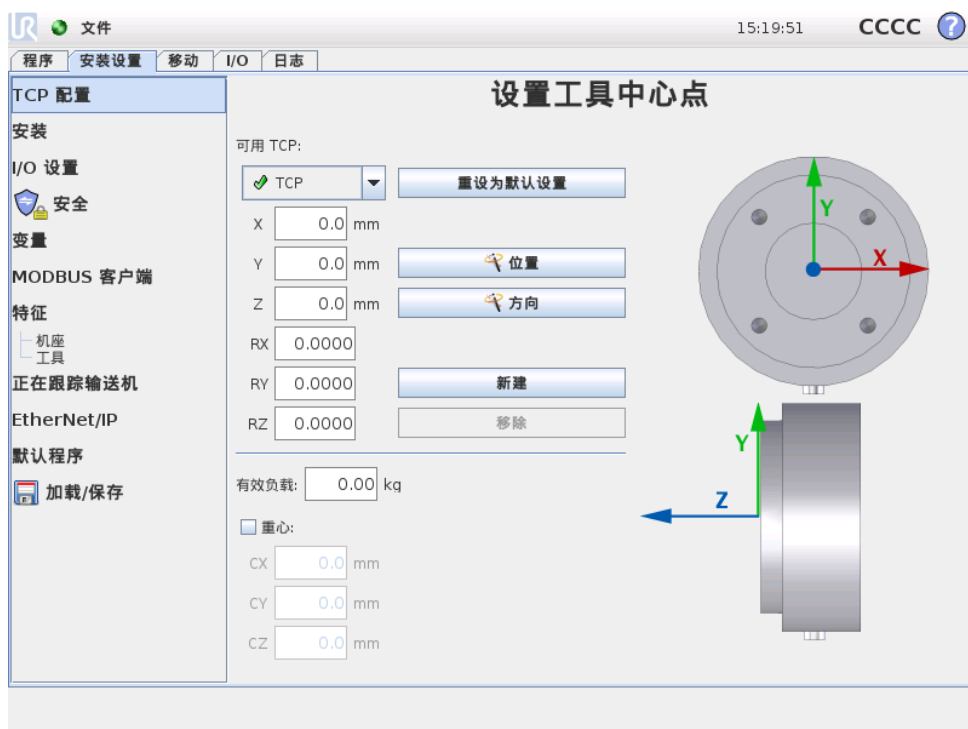 UR 文件 15:19:51 CCCC ?
程序 安装设置 移动 I/O 日志
TCP 配置
安装
I/O 设置
安全
变量
MODBUS 客户端
特征
机座
工具
正在跟踪输送机
EtherNet/IP
默认程序
加载/保存
设置工具中心点
可用 TCP:
TCP 重设为默认设置
X 0.0 mm
Y 0.0 mm 位置
Z 0.0 mm 方向
RX 0.0000
RY 0.0000 新建
RZ 0.0000 移除
有效负载: 0.00 kg
重心:
CX 0.0 mm
CY 0.0 mm
CZ 0.0 mm
Y
X
Y
Z